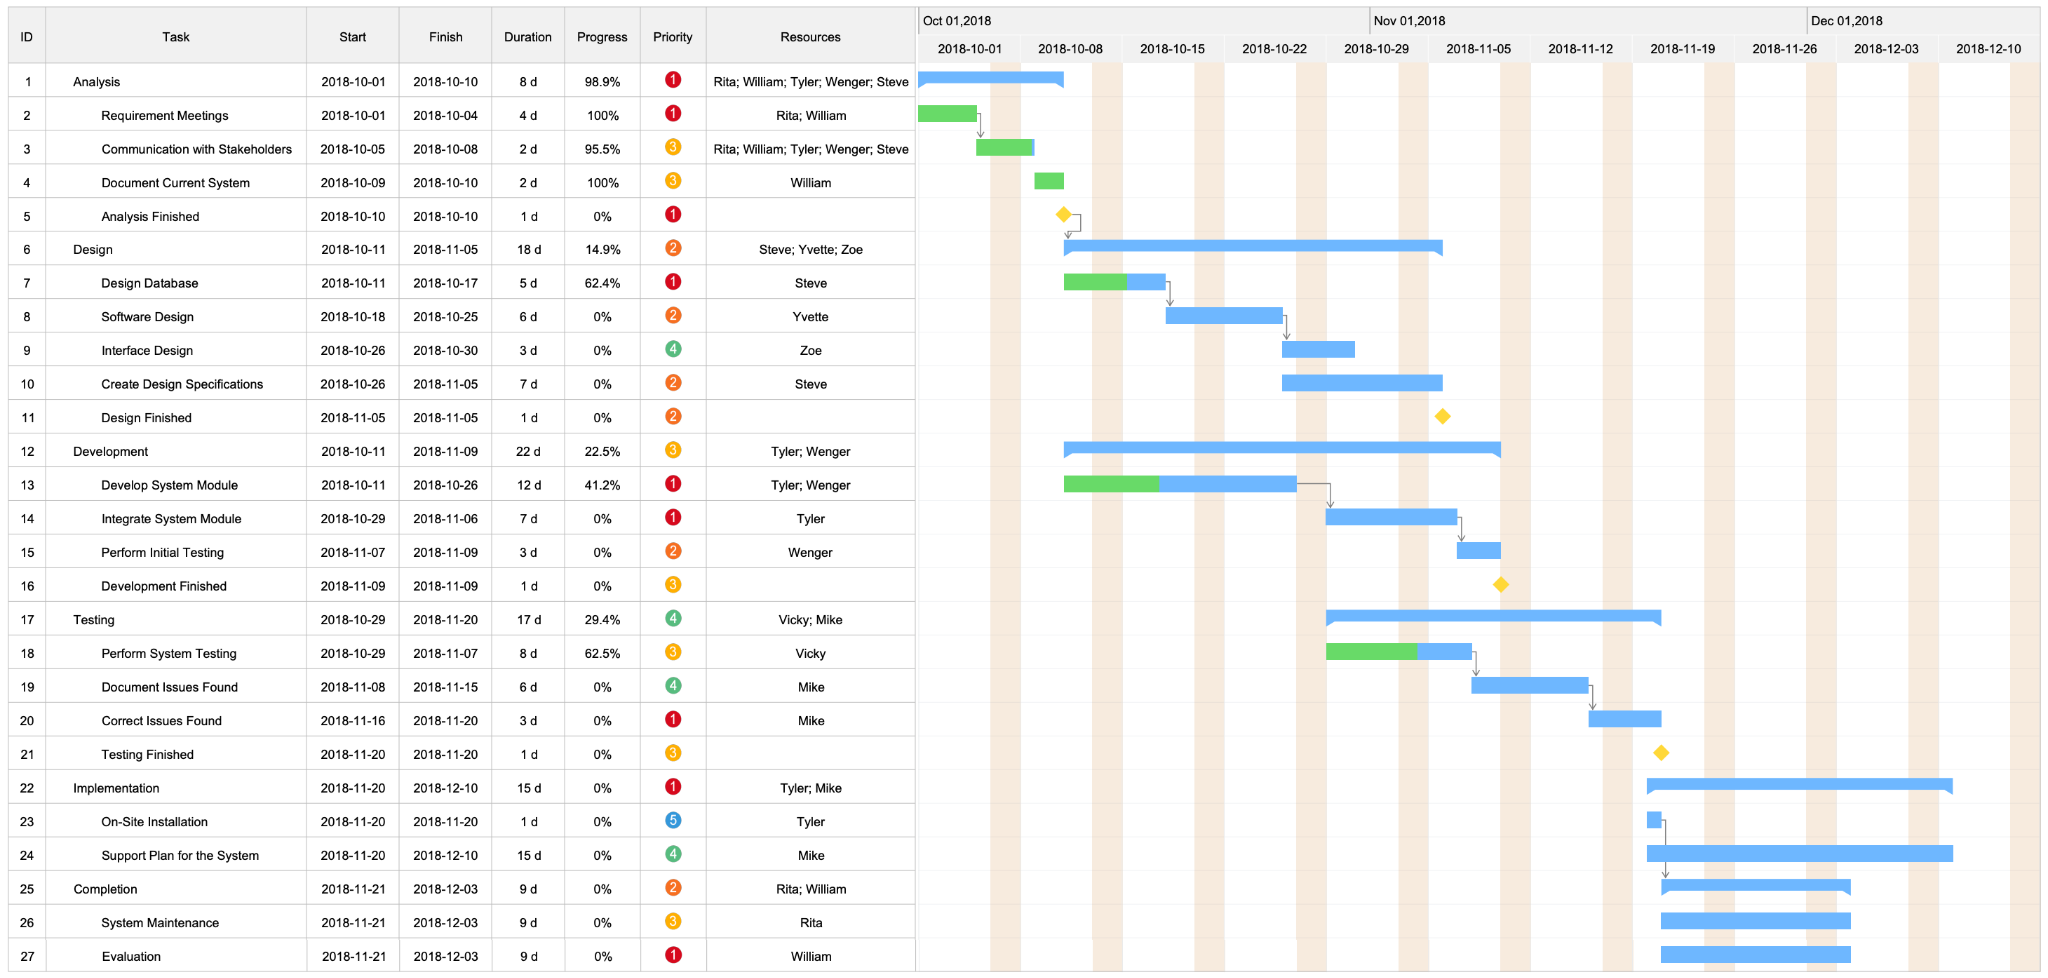 Oct 01,2018 Nov 01,2018 Dec 01,2018
ID Task Start Finish Duration Progress Priority Resources 2018-10-01 2018-10-08 2018-10-15 2018-10-22 2018-10-29 2018-11-05 2018-11-12 2018-11-19 2018-11-26 2018-12-03 2018-12-10
1 Analysis 2018-10-01 2018-10-10 8 d 98.9% 1 Rita; William; Tyler; Wenger; Steve
2 Requirement Meetings 2018-10-01 2018-10-04 4 d 100% 1 Rita; William
3 Communication with Stakeholders 2018-10-05 2018-10-08 2 d 95.5% 3 Rita; William; Tyler; Wenger; Steve
4 Document Current System 2018-10-09 2018-10-10 2 d 100% 3 William
5 Analysis Finished 2018-10-10 2018-10-10 1 d 0% 1
6 Design 2018-10-11 2018-11-05 18 d 14.9% 2 Steve; Yvette; Zoe
7 Design Database 2018-10-11 2018-10-17 5 d 62.4% 1 Steve
8 Software Design 2018-10-18 2018-10-25 6 d 0% 2 Yvette
9 Interface Design 2018-10-26 2018-10-30 3 d 0% 4 Zoe
10 Create Design Specifications 2018-10-26 2018-11-05 7 d 0% 2 Steve
11 Design Finished 2018-11-05 2018-11-05 1 d 0% 2
12 Development 2018-10-11 2018-11-09 22 d 22.5% 3 Tyler; Wenger
13 Develop System Module 2018-10-11 2018-10-26 12 d 41.2% 1 Tyler; Wenger
14 Integrate System Module 2018-10-29 2018-11-06 7 d 0% 1 Tyler
15 Perform Initial Testing 2018-11-07 2018-11-09 3 d 0% 2 Wenger
16 Development Finished 2018-11-09 2018-11-09 1 d 0% 3
17 Testing 2018-10-29 2018-11-20 17 d 29.4% 4 Vicky; Mike
18 Perform System Testing 2018-10-29 2018-11-07 8 d 62.5% 3 Vicky
19 Document Issues Found 2018-11-08 2018-11-15 6 d 0% 4 Mike
20 Correct Issues Found 2018-11-16 2018-11-20 3 d 0% 1 Mike
21 Testing Finished 2018-11-20 2018-11-20 1 d 0% 3
22 Implementation 2018-11-20 2018-12-10 15 d 0% 1 Tyler; Mike
23 On-Site Installation 2018-11-20 2018-11-20 1 d 0% 5 Tyler
24 Support Plan for the System 2018-11-20 2018-12-10 15 d 0% 4 Mike
25 Completion 2018-11-21 2018-12-03 9 d 0% 2 Rita; William
26 System Maintenance 2018-11-21 2018-12-03 9 d 0% 3 Rita
27 Evaluation 2018-11-21 2018-12-03 9 d 0% 1 William